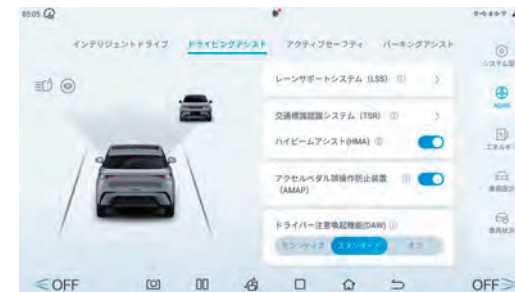 05:05
インテリジェントドライブ ドライビングアシスト アクティブセーフティ パーキングアシスト
レーンサポートシステム (LSS)
交通標識認識システム (TSR)
ハイビームアシスト(HMA)
アクセルペダル誤操作防止装置
(AMAP)
ドライバー注意喚起機能(DAW)
センシティブ スタンダード オフ
ADAS
OFF OFF